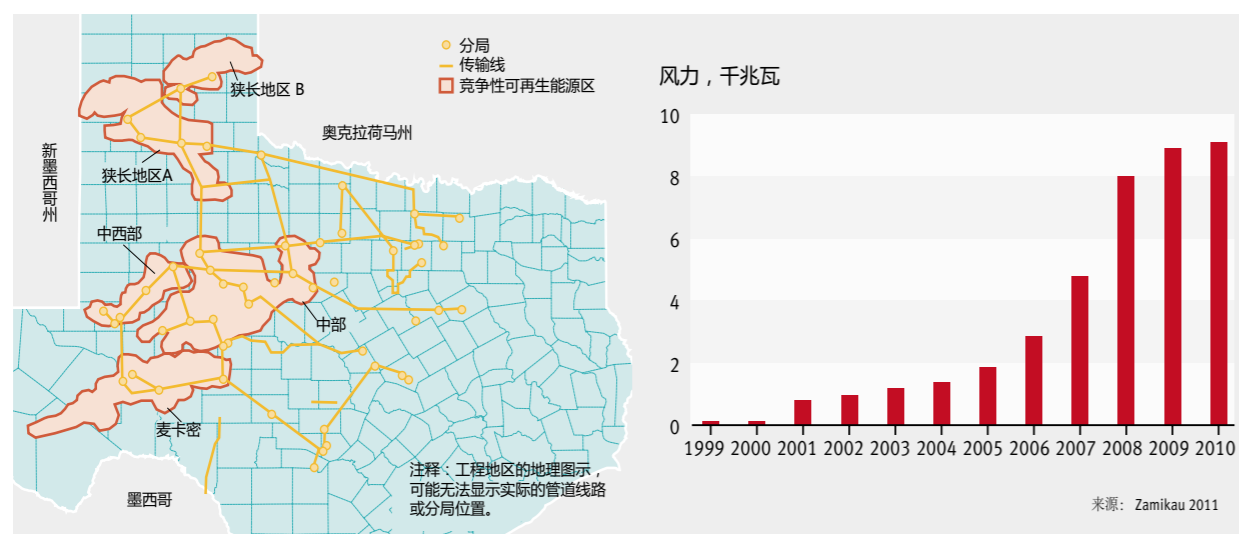 分局
传输线
竞争性可再生能源区
狭长地区 B
奥克拉荷马州
新墨西哥州
狭长地区A
中西部
中部
麦卡密
墨西哥
注释：工程地区的地理图示，
可能无法显示实际的管道线路
或分局位置。
风力，千兆瓦
10
8
6
4
2
0
1999 2000 2001 2002 2003 2004 2005 2006 2007 2008 2009 2010
来源： Zamikau 2011